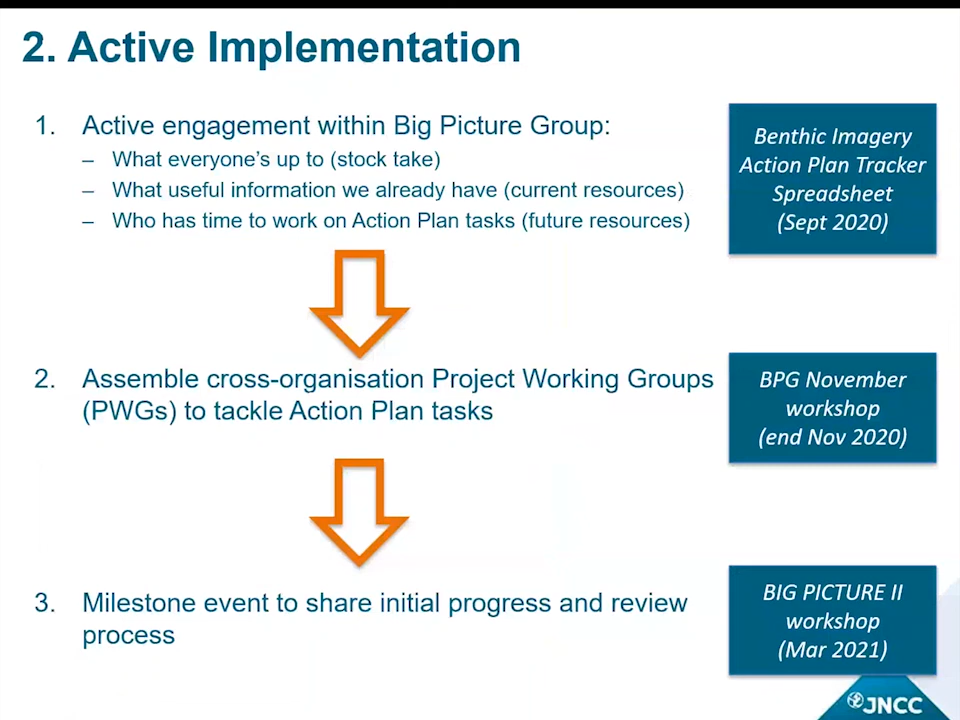 2. Active Implementation
1. Active engagement within Big Picture Group:
– What everyone's up to (stock take)
– What useful information we already have (current resources)
– Who has time to work on Action Plan tasks (future resources)
Benthic Imagery
Action Plan Tracker
Spreadsheet
(Sept 2020)
2. Assemble cross-organisation Project Working Groups
(PWGs) to tackle Action Plan tasks
BPG November
workshop
(end Nov 2020)
3. Milestone event to share initial progress and review
process
BIG PICTURE II
workshop
(Mar 2021)
JNCC